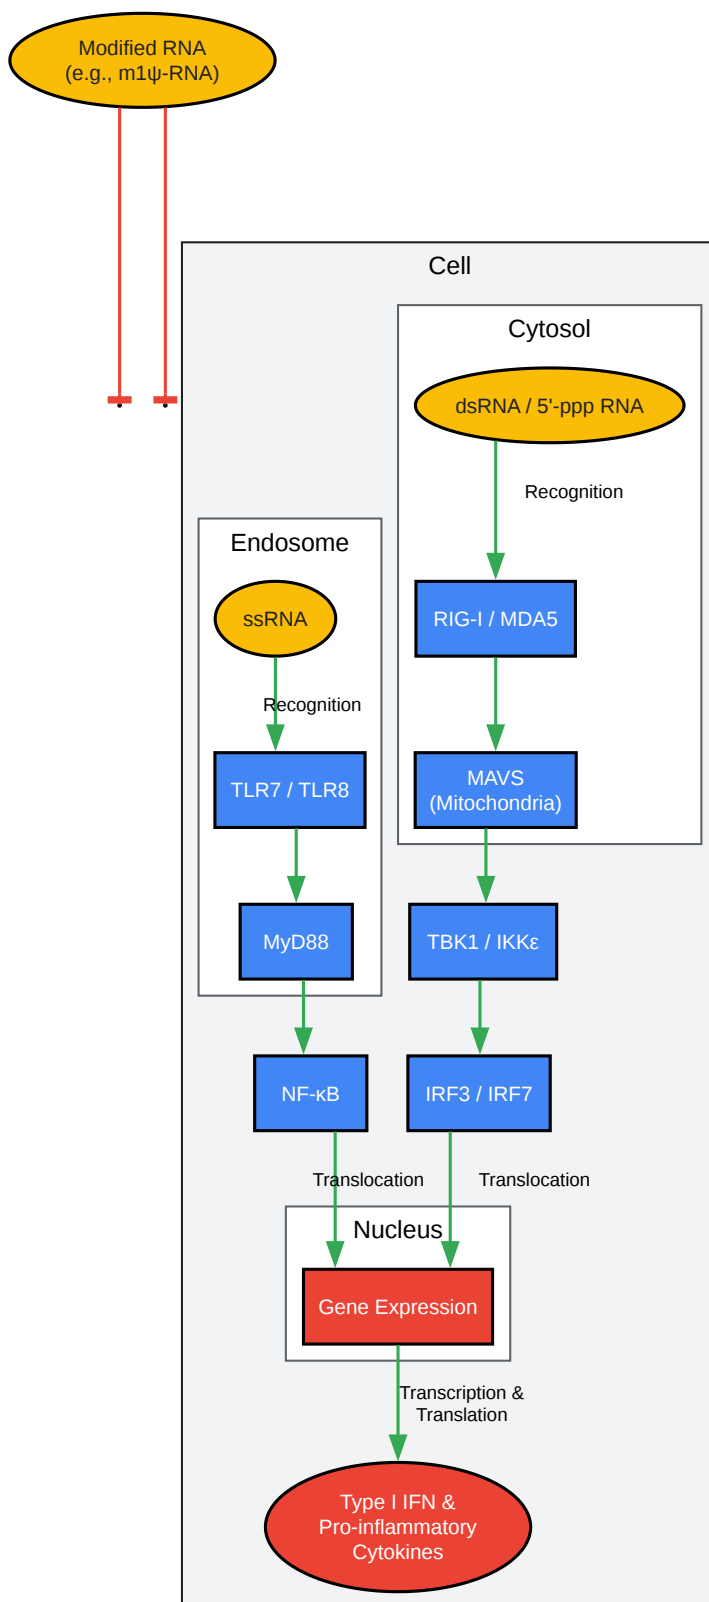 Modified RNA
(e.g., m1ψ-RNA)
Cell
Cytosol
dsRNA / 5'-ppp RNA
Recognition
Endosome
ssRNA
RIG-I / MDA5
Recognition
TLR7 / TLR8
MAVS
(Mitochondria)
MyD88
TBK1 / IKKε
NF-κB
IRF3 / IRF7
Translocation
Translocation
Nucleus
Gene Expression
Transcription &
Translation
Type I IFN &
Pro-inflammatory
Cytokines